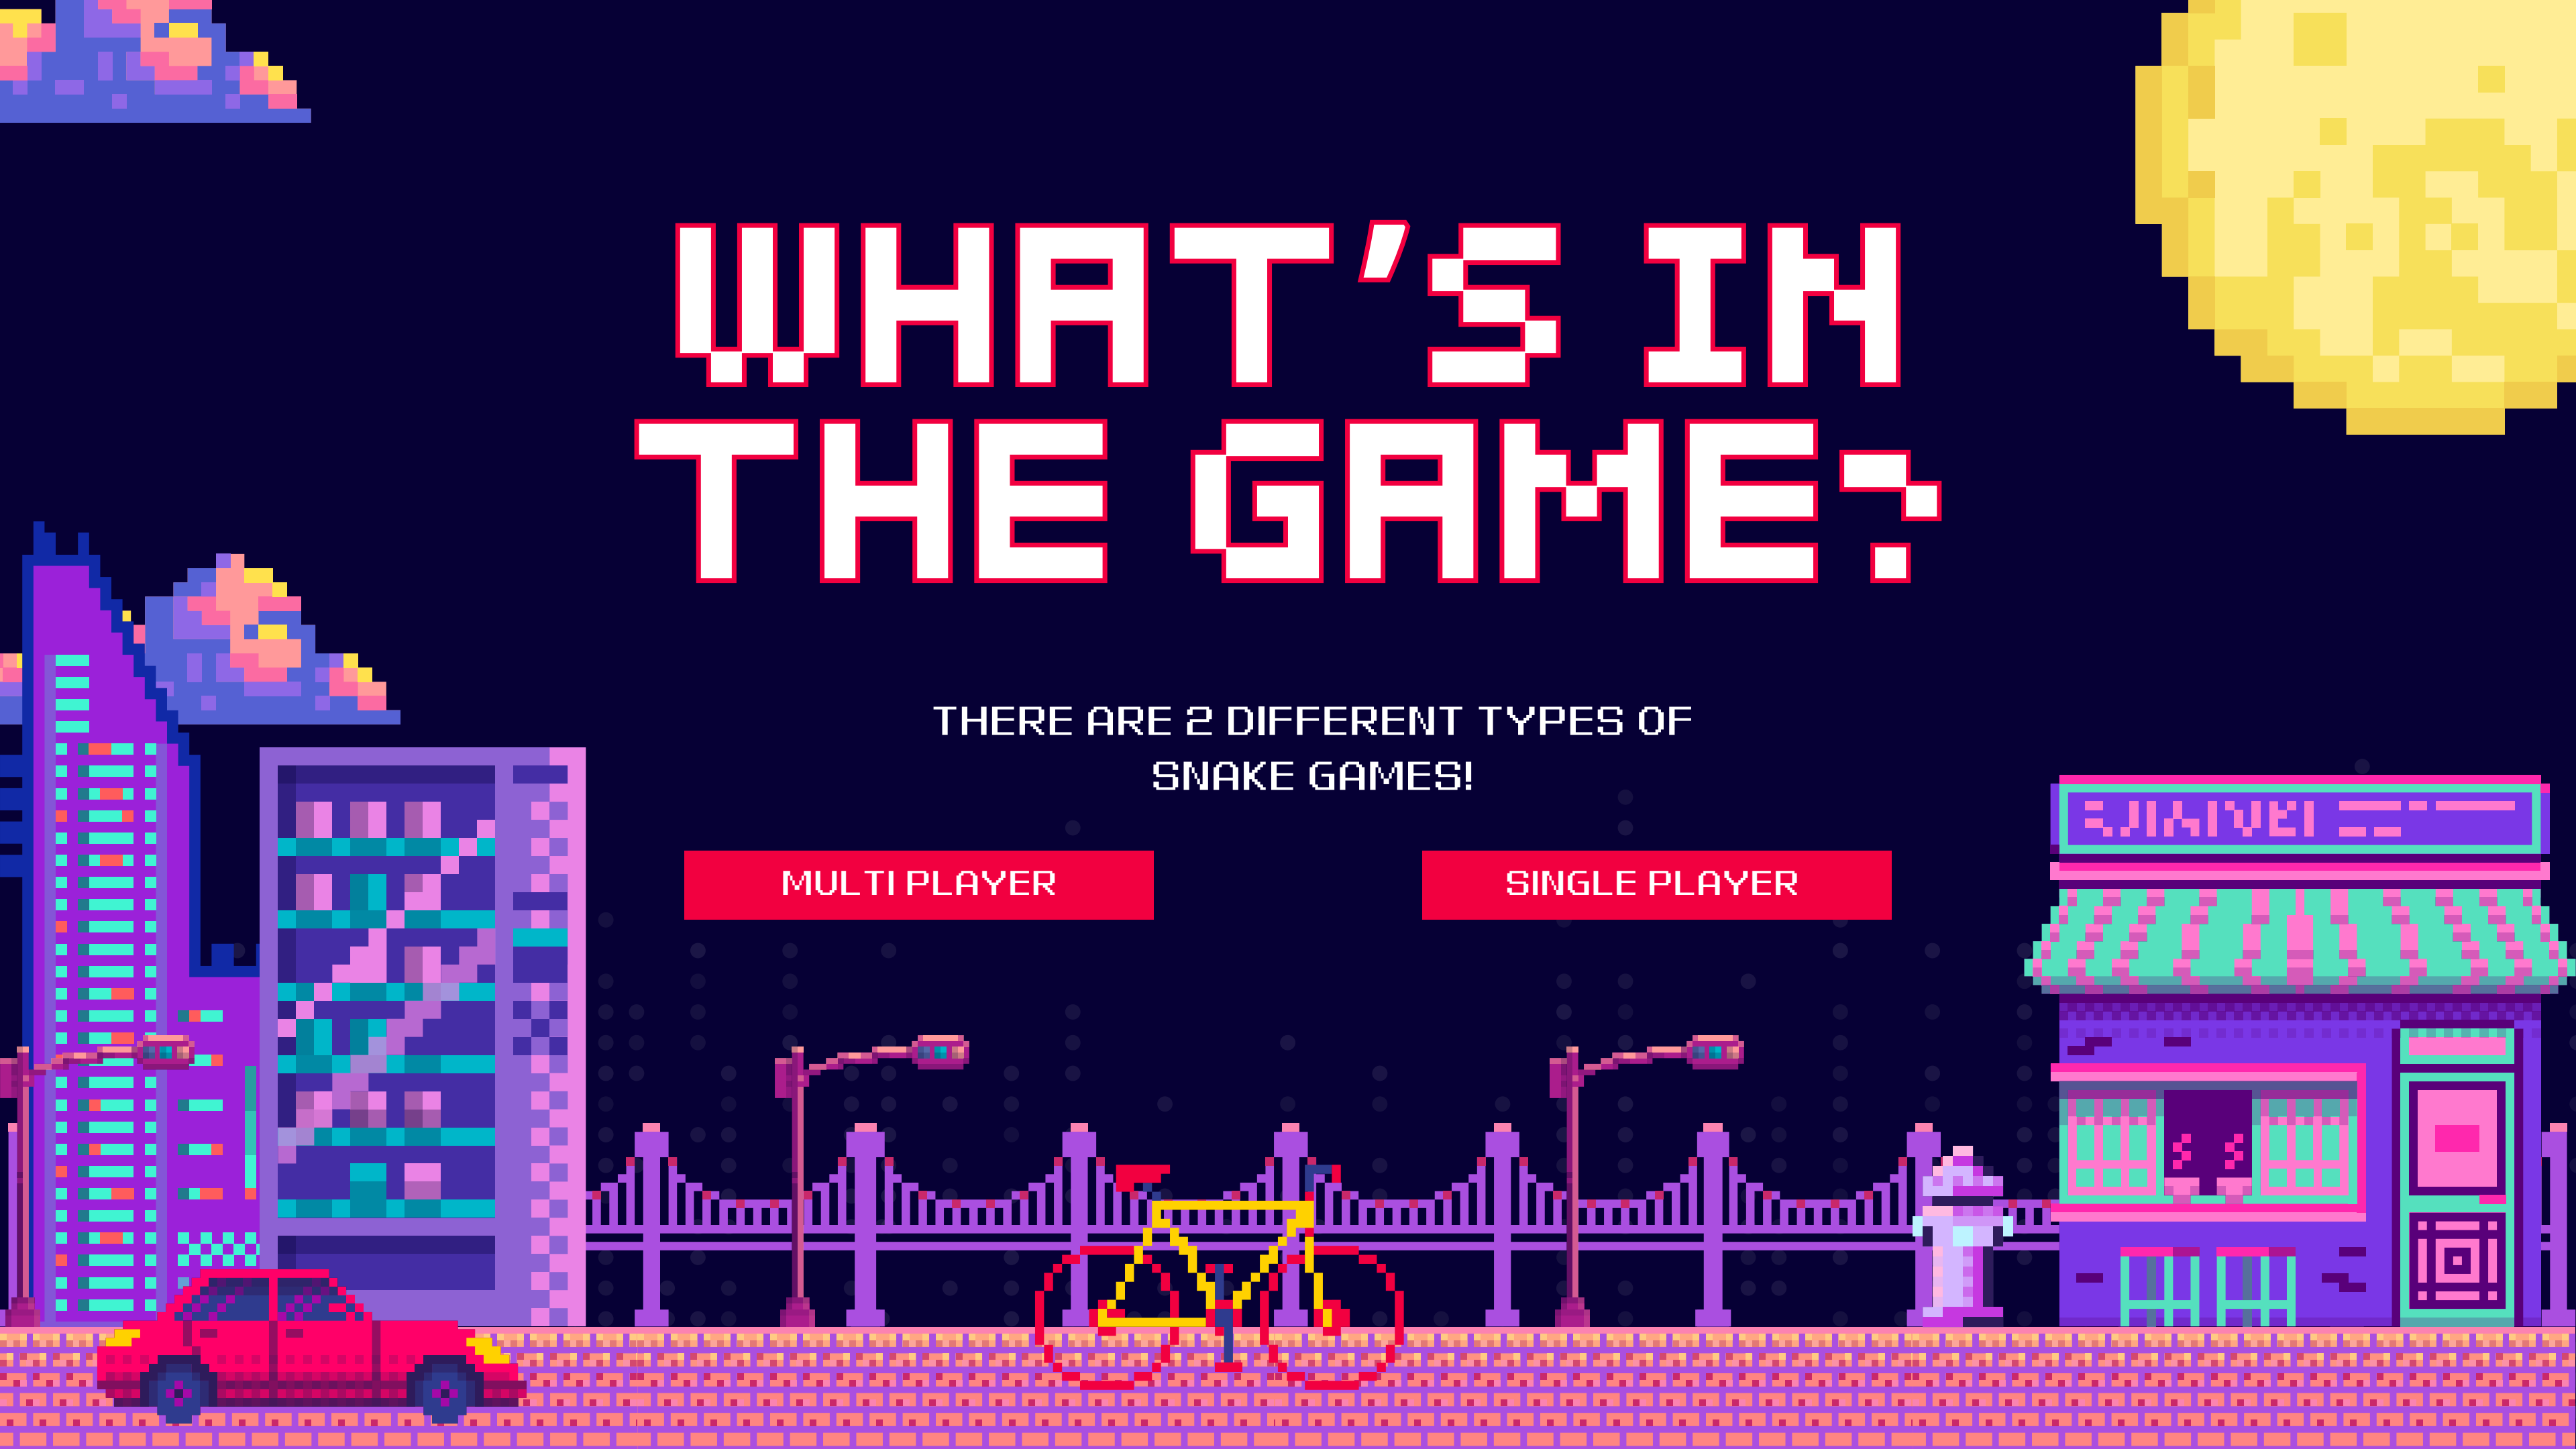 WHAT'S IN
THE GAME?
THERE ARE 2 DIFFERENT TYPES OF
SNAKE GAMES!
MULTI PLAYER
SINGLE PLAYER